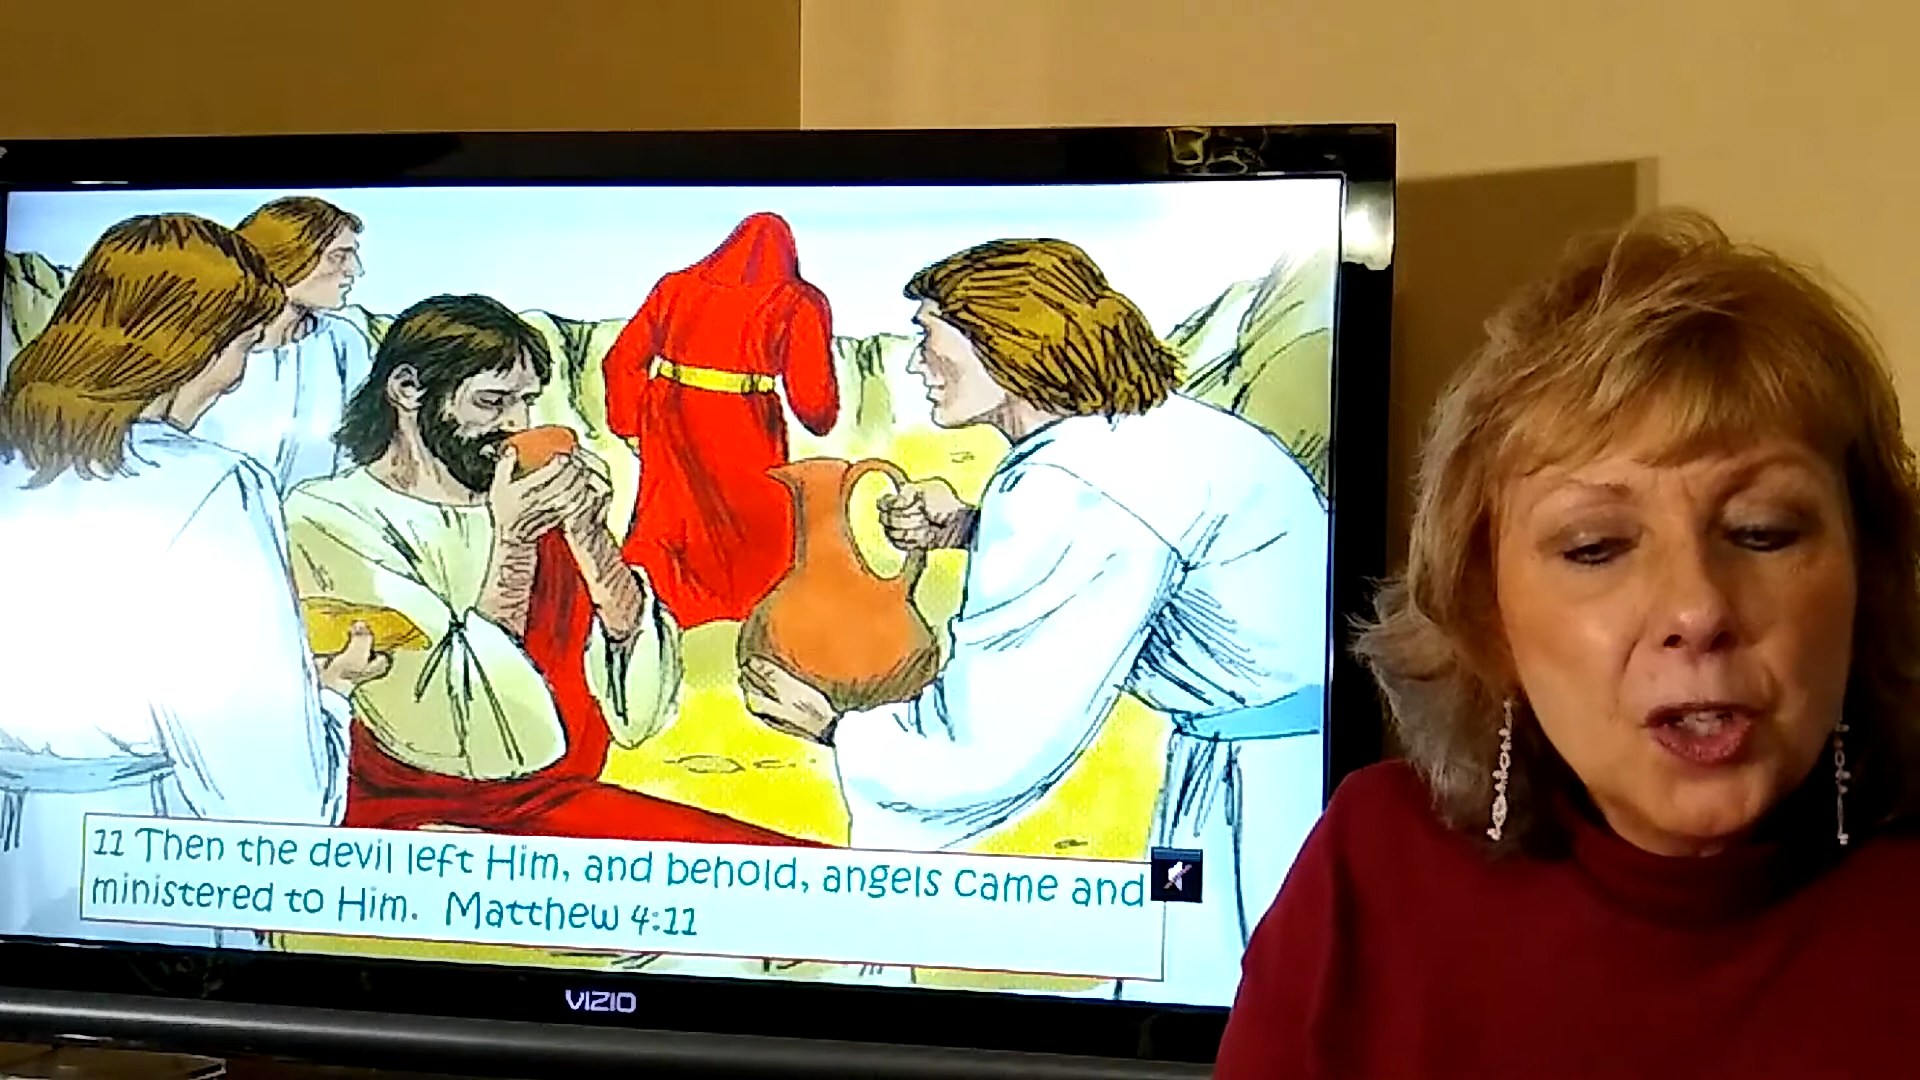 11 Then the devil left Him, and behold, angels came and
ministered to Him. Matthew 4:11
VIZIO